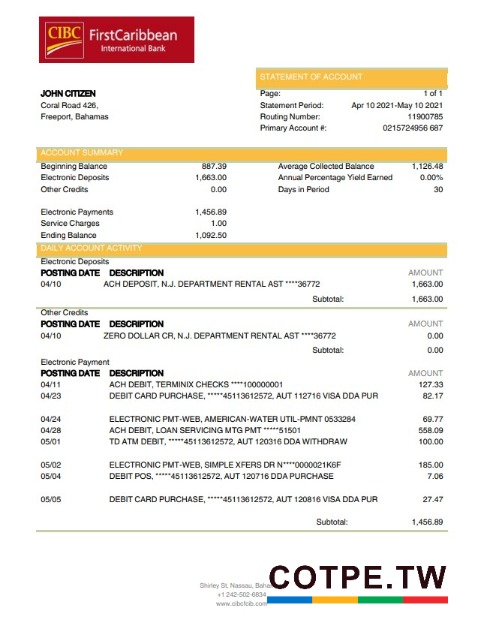 CIBC FirstCaribbean
International Bank
STATEMENT OF ACCOUNT
JOHN CITIZEN
Coral Road 426,
Freeport, Bahamas
Page: 1 of 1
Statement Period: Apr 10 2021-May 10 2021
Routing Number: 11900785
Primary Account #: 0215724956 687
ACCOUNT SUMMARY
Beginning Balance 887.39 Average Collected Balance 1,126.48
Electronic Deposits 1,663.00 Annual Percentage Yield Earned 0.00%
Other Credits 0.00 Days in Period 30
Electronic Payments 1,456.89
Service Charges 1.00
Ending Balance 1,092.50
DAILY ACCOUNT ACTIVITY
Electronic Deposits
POSTING DATE DESCRIPTION AMOUNT
04/10 ACH DEPOSIT, N.J. DEPARTMENT RENTAL AST ****36772 1,663.00
Subtotal: 1,663.00
Other Credits
POSTING DATE DESCRIPTION AMOUNT
04/10 ZERO DOLLAR CR, N.J. DEPARTMENT RENTAL AST ****36772 0.00
Subtotal: 0.00
Electronic Payment
POSTING DATE DESCRIPTION AMOUNT
04/11 ACH DEBIT, TERMINIX CHECKS ****100000001 127.33
04/23 DEBIT CARD PURCHASE, *****45113612572, AUT 112716 VISA DDA PUR 82.17
04/24 ELECTRONIC PMT-WEB, AMERICAN-WATER UTIL-PMNT 0533284 69.77
04/28 ACH DEBIT, LOAN SERVICING MTG PMT *****51501 558.09
05/01 TD ATM DEBIT, *****45113612572, AUT 120316 DDA WITHDRAW 100.00
05/02 ELECTRONIC PMT-WEB, SIMPLE XFERS DR N****0000021K6F 185.00
05/04 DEBIT POS, *****45113612572, AUT 120716 DDA PURCHASE 7.06
05/05 DEBIT CARD PURCHASE, *****45113612572, AUT 120816 VISA DDA PUR 27.47
Subtotal: 1,456.89
Shirley St, Nassau,
+1 242-502-6834
www.cibcfcib.com
COTPE.TW